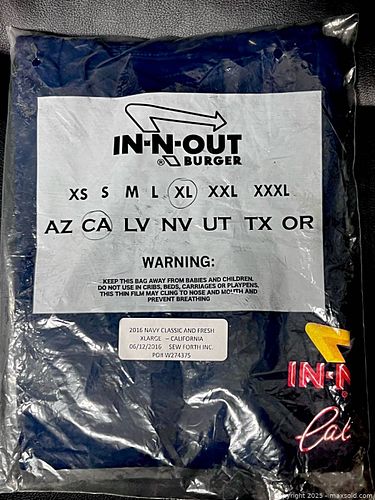 IN-N-OUT
® BURGER
XS S M L XL XXL XXXL
AZ CA LV NV UT TX OR
WARNING:
KEEP THIS BAG AWAY FROM BABIES AND CHILDREN.
DO NOT USE IN CRIBS, BEDS, CARRIAGES OR PLAYPENS.
THIS THIN FILM MAY CLING TO NOSE AND MOUTH AND
PREVENT BREATHING
2016 NAVY CLASSIC AND FRESH
XLARGE - CALIFORNIA
06/12/2016 SEW FORTH INC.
PO# W274375
IN-N
Cal
Copyright 2025 - maxsold.com